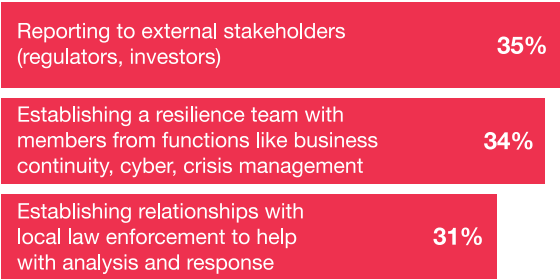 Reporting to external stakeholders
(regulators, investors)
35%
Establishing a resilience team with
members from functions like business
continuity, cyber, crisis management
34%
Establishing relationships with
local law enforcement to help
with analysis and response
31%